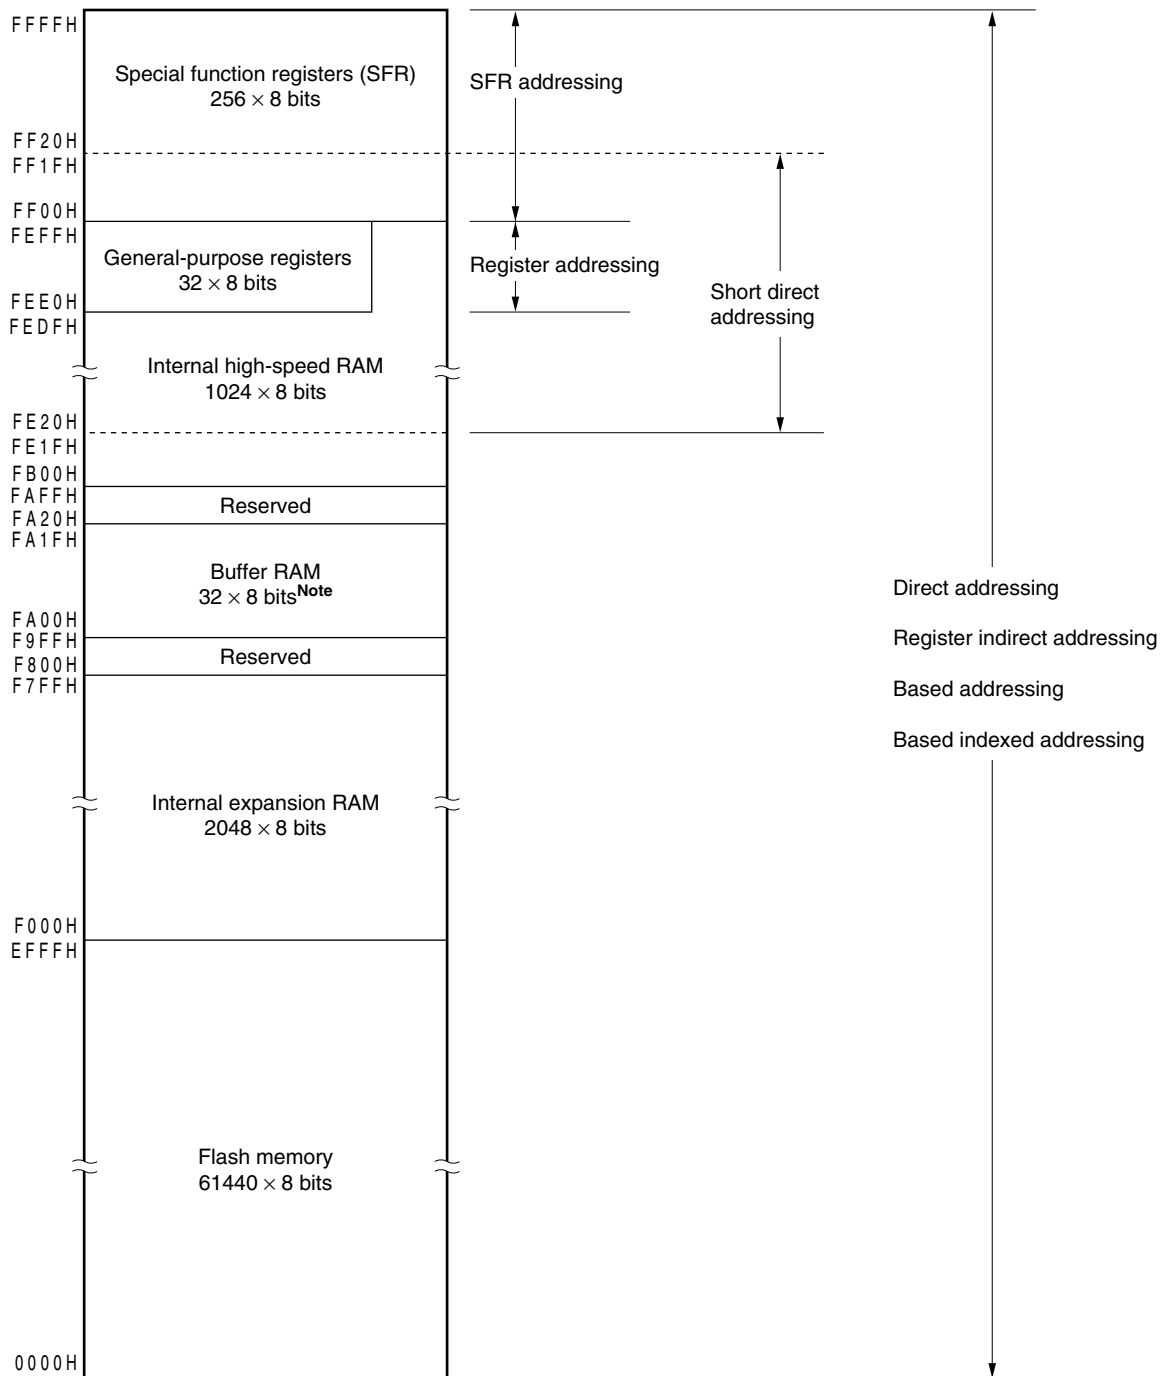 FFFFH
Special function registers (SFR)
256 × 8 bits
SFR addressing
FF20H
FF1FH
FF00H
FEFFH
General-purpose registers
32 × 8 bits
Register addressing
Short direct
addressing
FEE0H
FEDFH
Internal high-speed RAM
1024 × 8 bits
FE20H
FE1FH
FB00H
FAFFH
Reserved
FA20H
FA1FH
Buffer RAM
32 × 8 bitsNote
FA00H
F9FFH
Reserved
F800H
F7FFH
Direct addressing
Register indirect addressing
Based addressing
Based indexed addressing
Internal expansion RAM
2048 × 8 bits
F000H
EFFFH
Flash memory
61440 × 8 bits
0000H